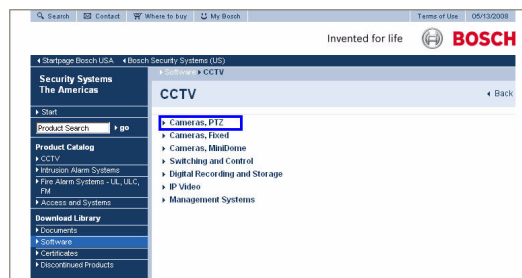 Search Contact Where to buy My Bosch Terms of Use 05/13/2008
Invented for life BOSCH
Startpage Bosch USA Bosch Security Systems (US)
Security Systems
The Americas
Software CCTV
CCTV
Back
Start
Product Search go
Cameras, PTZ
Cameras, Fixed
Cameras, MiniDome
Switching and Control
Digital Recording and Storage
IP Video
Management Systems
Product Catalog
CCTV
Intrusion Alarm Systems
Fire Alarm Systems - UL, ULC,
FM
Access and Systems
Download Library
Documents
Software
Certificates
Discontinued Products